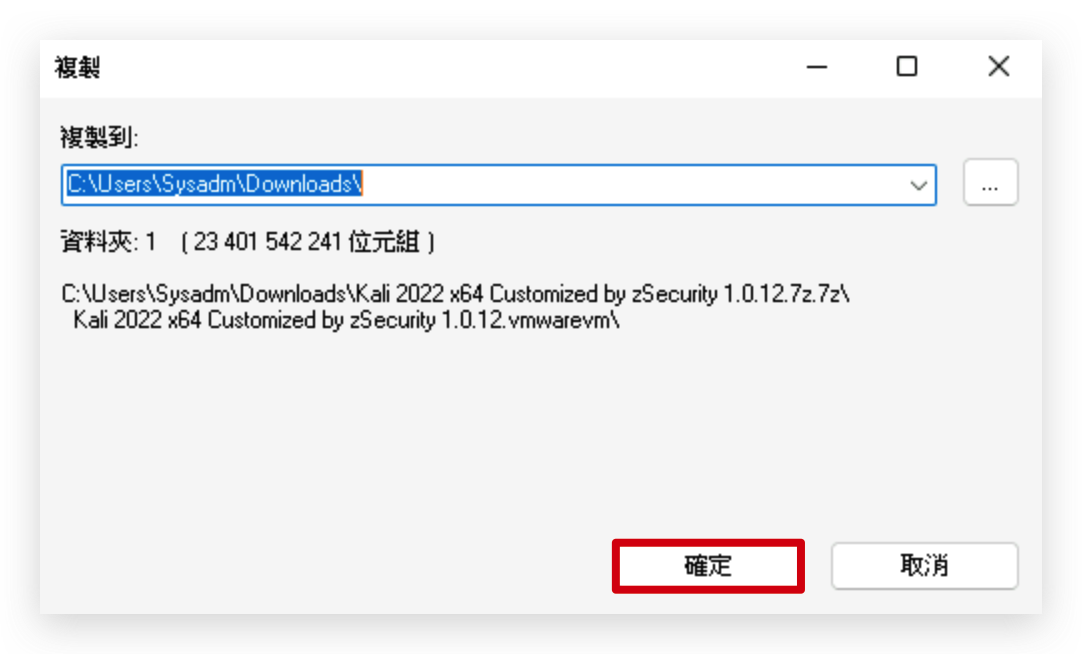 複製
複製到:
C:\Users\Sysadm\Downloads\
...
資料夾: 1 ( 23 401 542 241 位元組 )
C:\Users\Sysadm\Downloads\Kali 2022 x64 Customized by zSecurity 1.0.12.7z.7z\
Kali 2022 x64 Customized by zSecurity 1.0.12.vmwarevm\
確定
取消